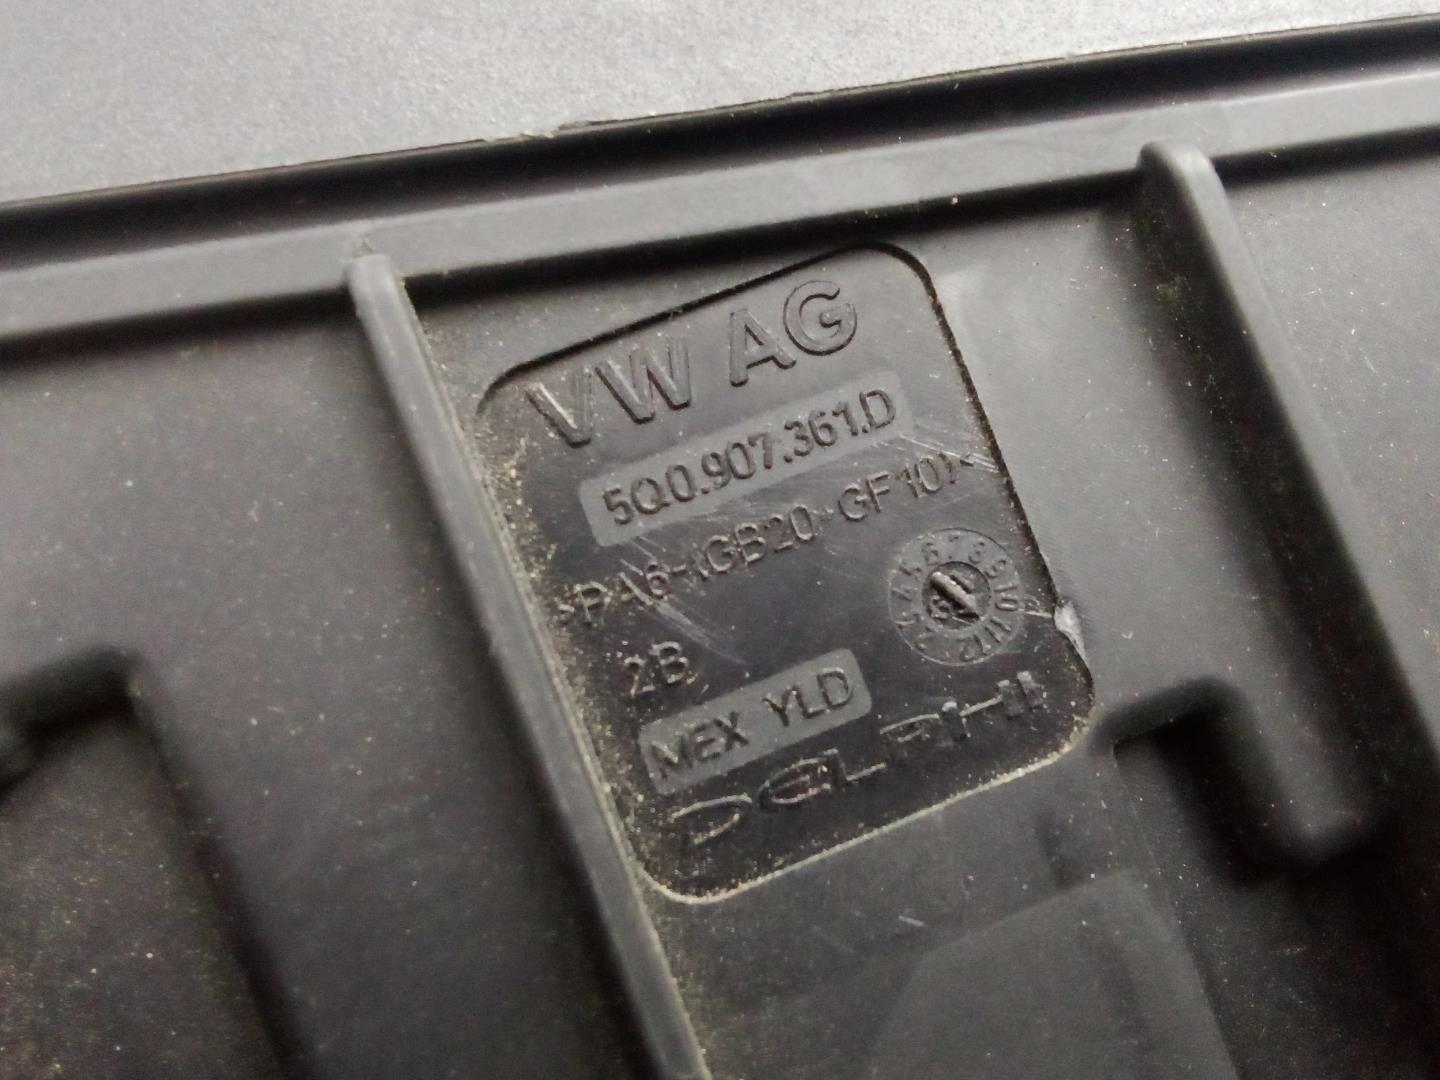 VW AG
5Q0.907.361.D
>PA6-(GB20+GF10)<
2B
MEX YLD
DELPHI